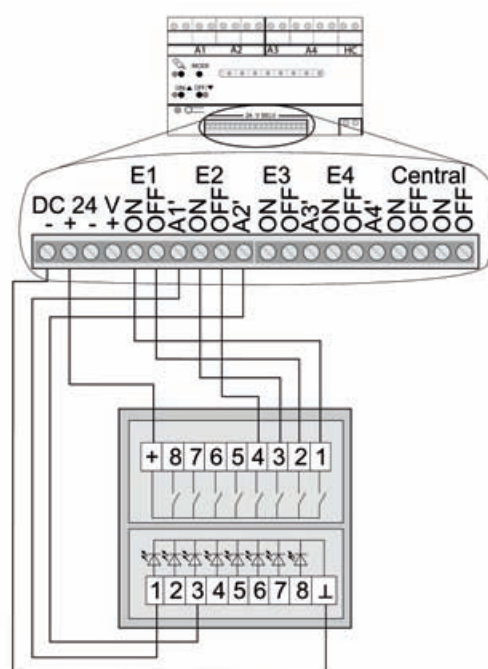 A1 A2 A3 A4 HC
MODE
ON▲ OFF/▼
24 V SELV
E1 E2 E3 E4 Central
DC 24 V ON OFF A1' ON OFF A2' ON OFF A3' ON OFF A4' ON OFF ON OFF
- + - +
+ 8 7 6 5 4 3 2 1
1 2 3 4 5 6 7 8 ⊥